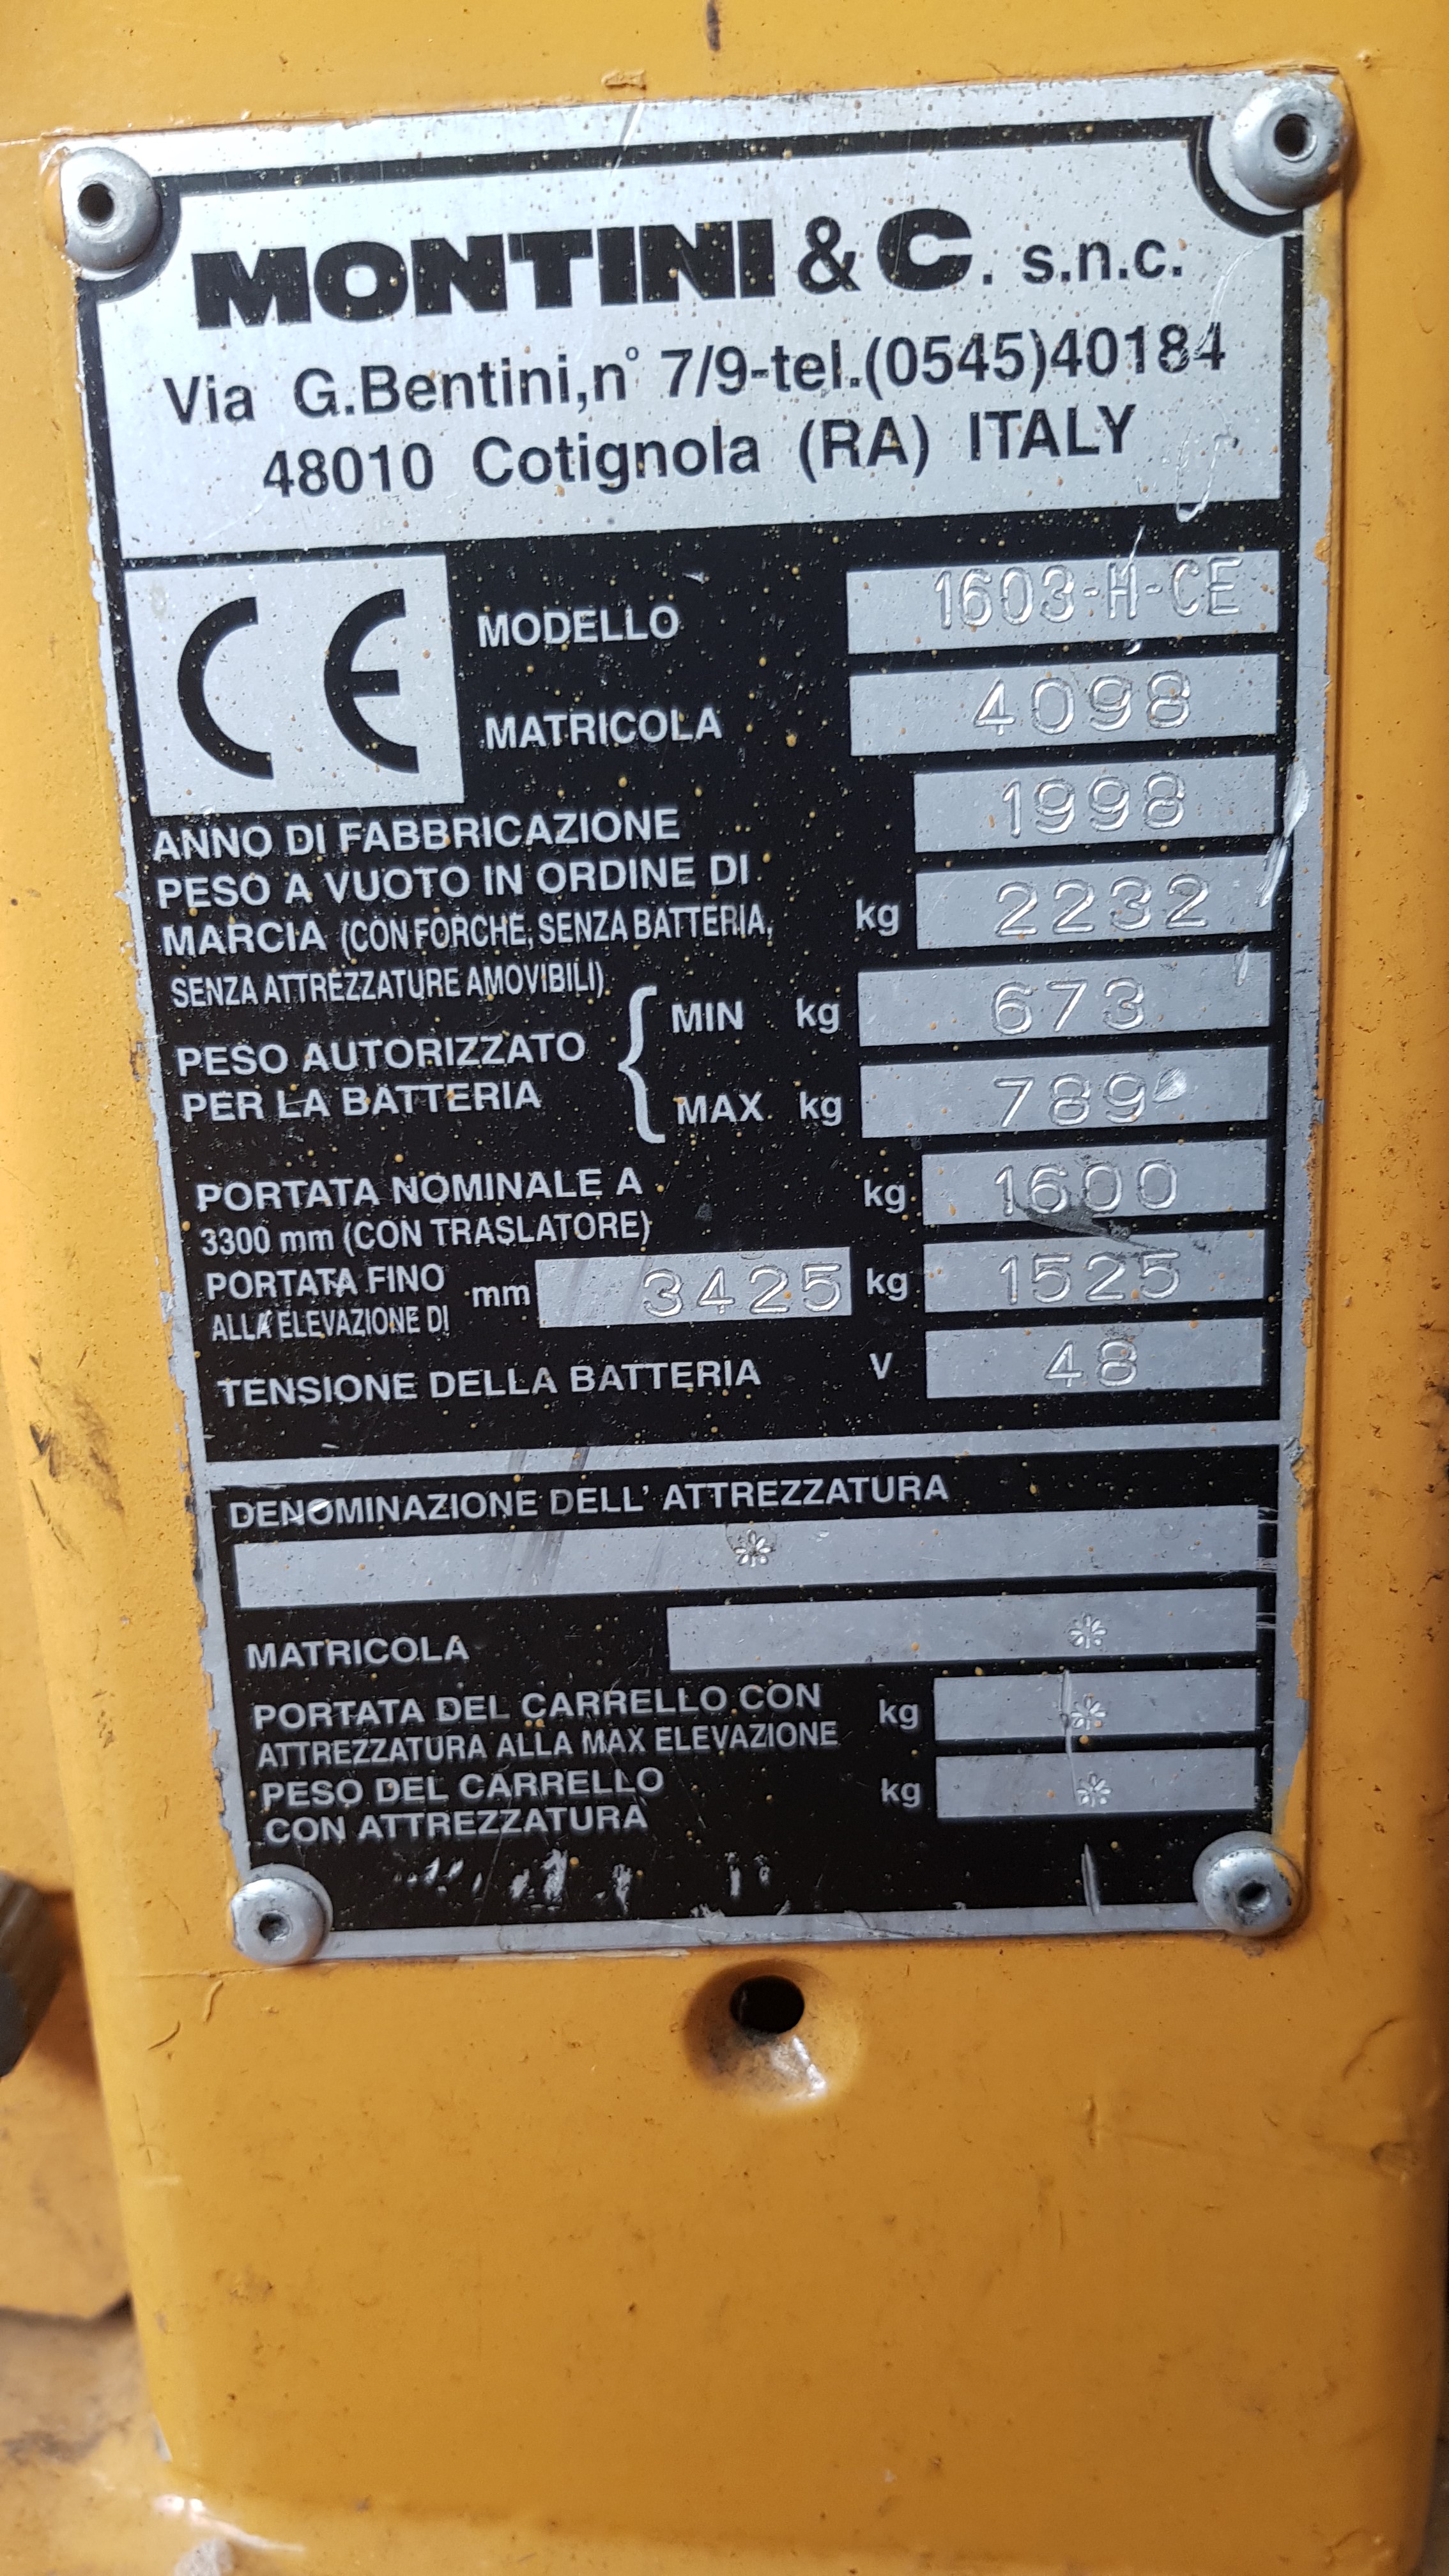 MONTINI & C. s.n.c.
Via G.Bentini,n° 7/9-tel.(0545)40184
48010 Cotignola (RA) ITALY
CE
MODELLO 1603-H-CE
MATRICOLA 4098
ANNO DI FABBRICAZIONE 1998
PESO A VUOTO IN ORDINE DI
MARCIA (CON FORCHE, SENZA BATTERIA, kg 2232
SENZA ATTREZZATURE AMOVIBILI)
PESO AUTORIZZATO
PER LA BATTERIA
{ MIN kg 673
MAX kg 789
PORTATA NOMINALE A kg 1600
3300 mm (CON TRASLATORE)
PORTATA FINO mm 3425 kg 1525
ALLA ELEVAZIONE DI
TENSIONE DELLA BATTERIA V 48
DENOMINAZIONE DELL' ATTREZZATURA
*
MATRICOLA *
PORTATA DEL CARRELLO CON kg *
ATTREZZATURA ALLA MAX ELEVAZIONE
PESO DEL CARRELLO kg *
CON ATTREZZATURA